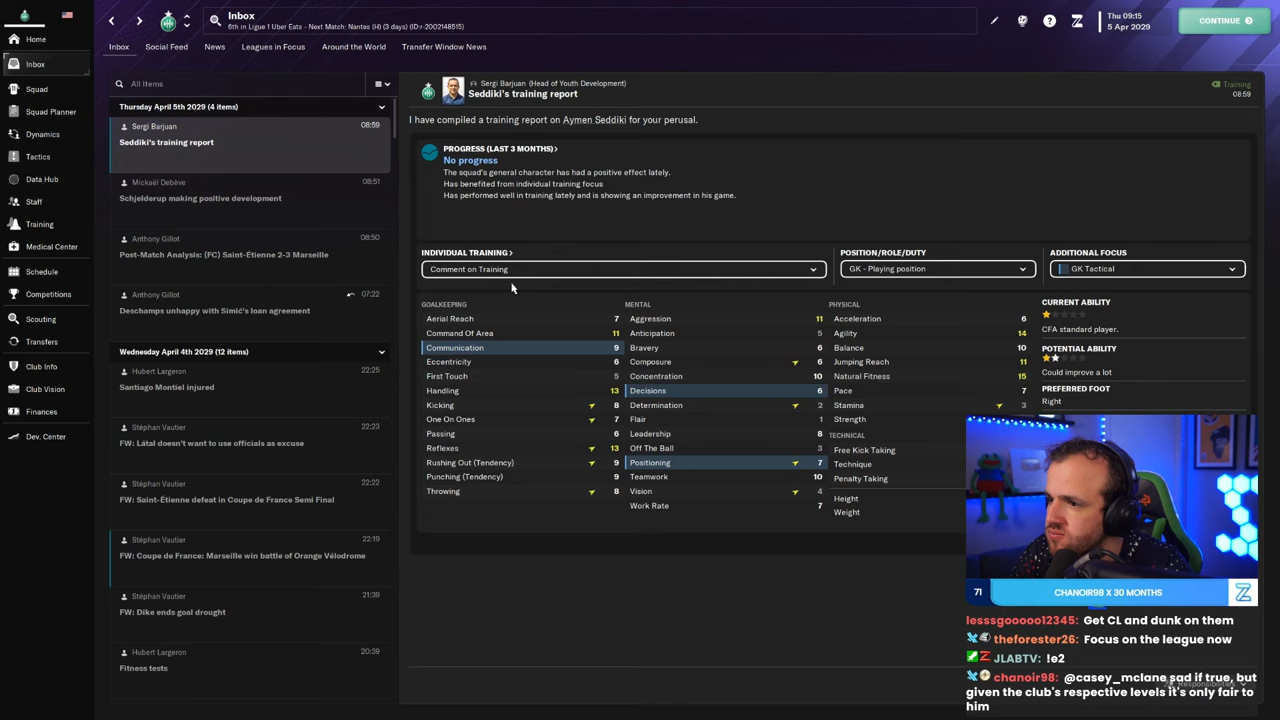 Inbox
6th in Ligue 1 Uber Eats - Next Match: Nantes (H) (3 days) (ID:r-2002148515)
Thu 09:15
5 Apr 2029
CONTINUE
Home
Inbox
Squad
Squad Planner
Dynamics
Tactics
Data Hub
Staff
Training
Medical Center
Schedule
Competitions
Scouting
Transfers
Club Info
Club Vision
Finances
Dev. Center
Inbox
Social Feed
News
Leagues in Focus
Around the World
Transfer Window News
All Items
Thursday April 5th 2029 (4 items)
Sergi Barjuan 08:59
Seddiki's training report
Mickaël Debève 08:51
Schjelderup making positive development
Anthony Gillot 08:50
Post-Match Analysis: (FC) Saint-Étienne 2-3 Marseille
Anthony Gillot 07:22
Deschamps unhappy with Simić's loan agreement
Wednesday April 4th 2029 (12 items)
Hubert Largeron 22:25
Santiago Montiel injured
Stéphan Vautier 22:23
FW: Látal doesn't want to use officials as excuse
Stéphan Vautier 22:22
FW: Saint-Étienne defeat in Coupe de France Semi Final
Stéphan Vautier 22:19
FW: Coupe de France: Marseille win battle of Orange Vélodrome
Stéphan Vautier 21:39
FW: Dike ends goal drought
Hubert Largeron 20:39
Fitness tests
Sergi Barjuan (Head of Youth Development)
Seddiki's training report
Training
08:59
I have compiled a training report on Aymen Seddiki for your perusal.
PROGRESS (LAST 3 MONTHS)>
No progress
The squad's general character has had a positive effect lately.
Has benefited from individual training focus
Has performed well in training lately and is showing an improvement in his game.
INDIVIDUAL TRAINING>
Comment on Training
POSITION/ROLE/DUTY
GK - Playing position
ADDITIONAL FOCUS
GK Tactical
GOALKEEPING
Aerial Reach 7
Command Of Area 11
Communication 9
Eccentricity 6
First Touch 5
Handling 13
Kicking 8
One On Ones 7
Passing 6
Reflexes 13
Rushing Out (Tendency) 9
Punching (Tendency) 9
Throwing 8
MENTAL
Aggression 11
Anticipation 5
Bravery 6
Composure 6
Concentration 10
Decisions 6
Determination 2
Flair 1
Leadership 8
Off The Ball 3
Positioning 7
Teamwork 10
Vision 4
Work Rate 7
PHYSICAL
Acceleration 6
Agility 14
Balance 10
Jumping Reach 11
Natural Fitness 15
Pace 7
Stamina 3
Strength
TECHNICAL
Free Kick Taking
Technique
Penalty Taking
Height
Weight
CURRENT ABILITY
CFA standard player.
POTENTIAL ABILITY
Could improve a lot
PREFERRED FOOT
Right
71 CHANOIR98 X 30 MONTHS
lesssgooooo12345: Get CL and dunk on them
theforester26: Focus on the league now
JLABTV: !e2
chanoir98: @casey_mclane sad if true, but
given the club's respective levels it's only fair to
him
Responsibilities